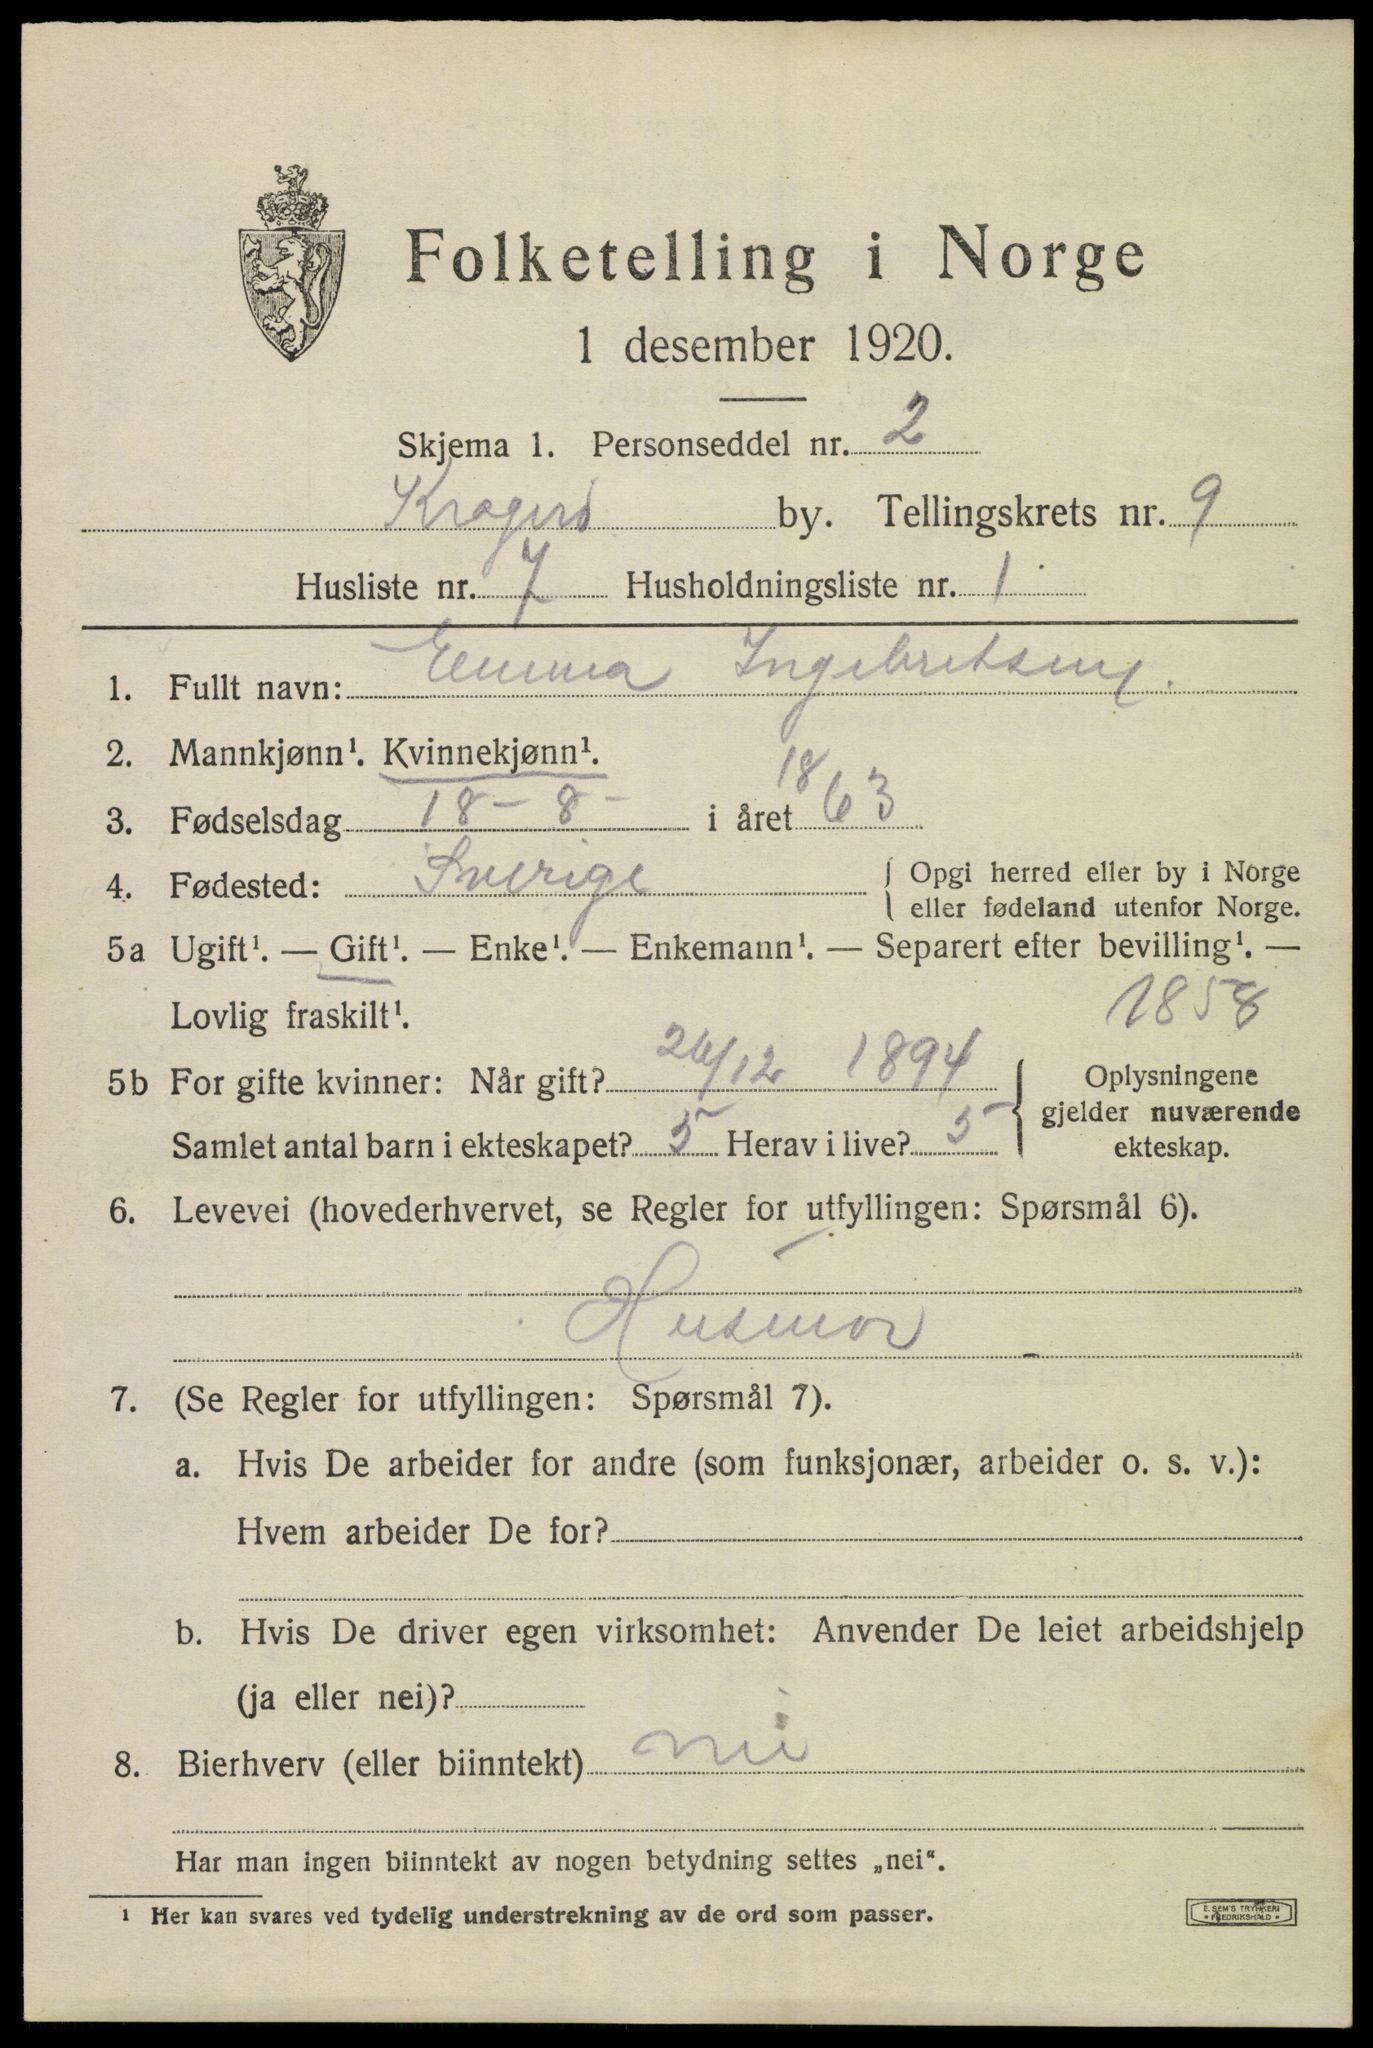 Folketelling i Norge
1 desember 1920.
Skjema 1. Personseddel nr. 2
Kragerø by. Tellingskrets nr. 9
Husliste nr. 7 Husholdningsliste nr. 1
1. Fullt navn: Emma Ingebritsen.
2. Mannkjønn¹. Kvinnekjønn¹.
3. Fødselsdag 18 - 8 - i året 1863
4. Fødested: Sverige { Opgi herred eller by i Norge
eller fødeland utenfor Norge.
5a Ugift¹. — Gift¹. — Enke¹. — Enkemann¹. — Separert efter bevilling¹. —
Lovlig fraskilt¹. 1858
5b For gifte kvinner: Når gift? 26/12 1894 } Oplysningene
gjelder nuværende
ekteskap.
Samlet antal barn i ekteskapet? 5 Herav i live? 5
6. Levevei (hovederhvervet, se Regler for utfyllingen: Spørsmål 6).
Husmor
7. (Se Regler for utfyllingen: Spørsmål 7).
a. Hvis De arbeider for andre (som funksjonær, arbeider o. s. v.):
Hvem arbeider De for?
b. Hvis De driver egen virksomhet: Anvender De leiet arbeidshjelp
(ja eller nei)?
8. Bierhverv (eller biinntekt) nei
Har man ingen biinntekt av nogen betydning settes „nei“.
¹ Her kan svares ved tydelig understrekning av de ord som passer.
E. SEM'S TRYKKERI
* FREDRIKSHALD *